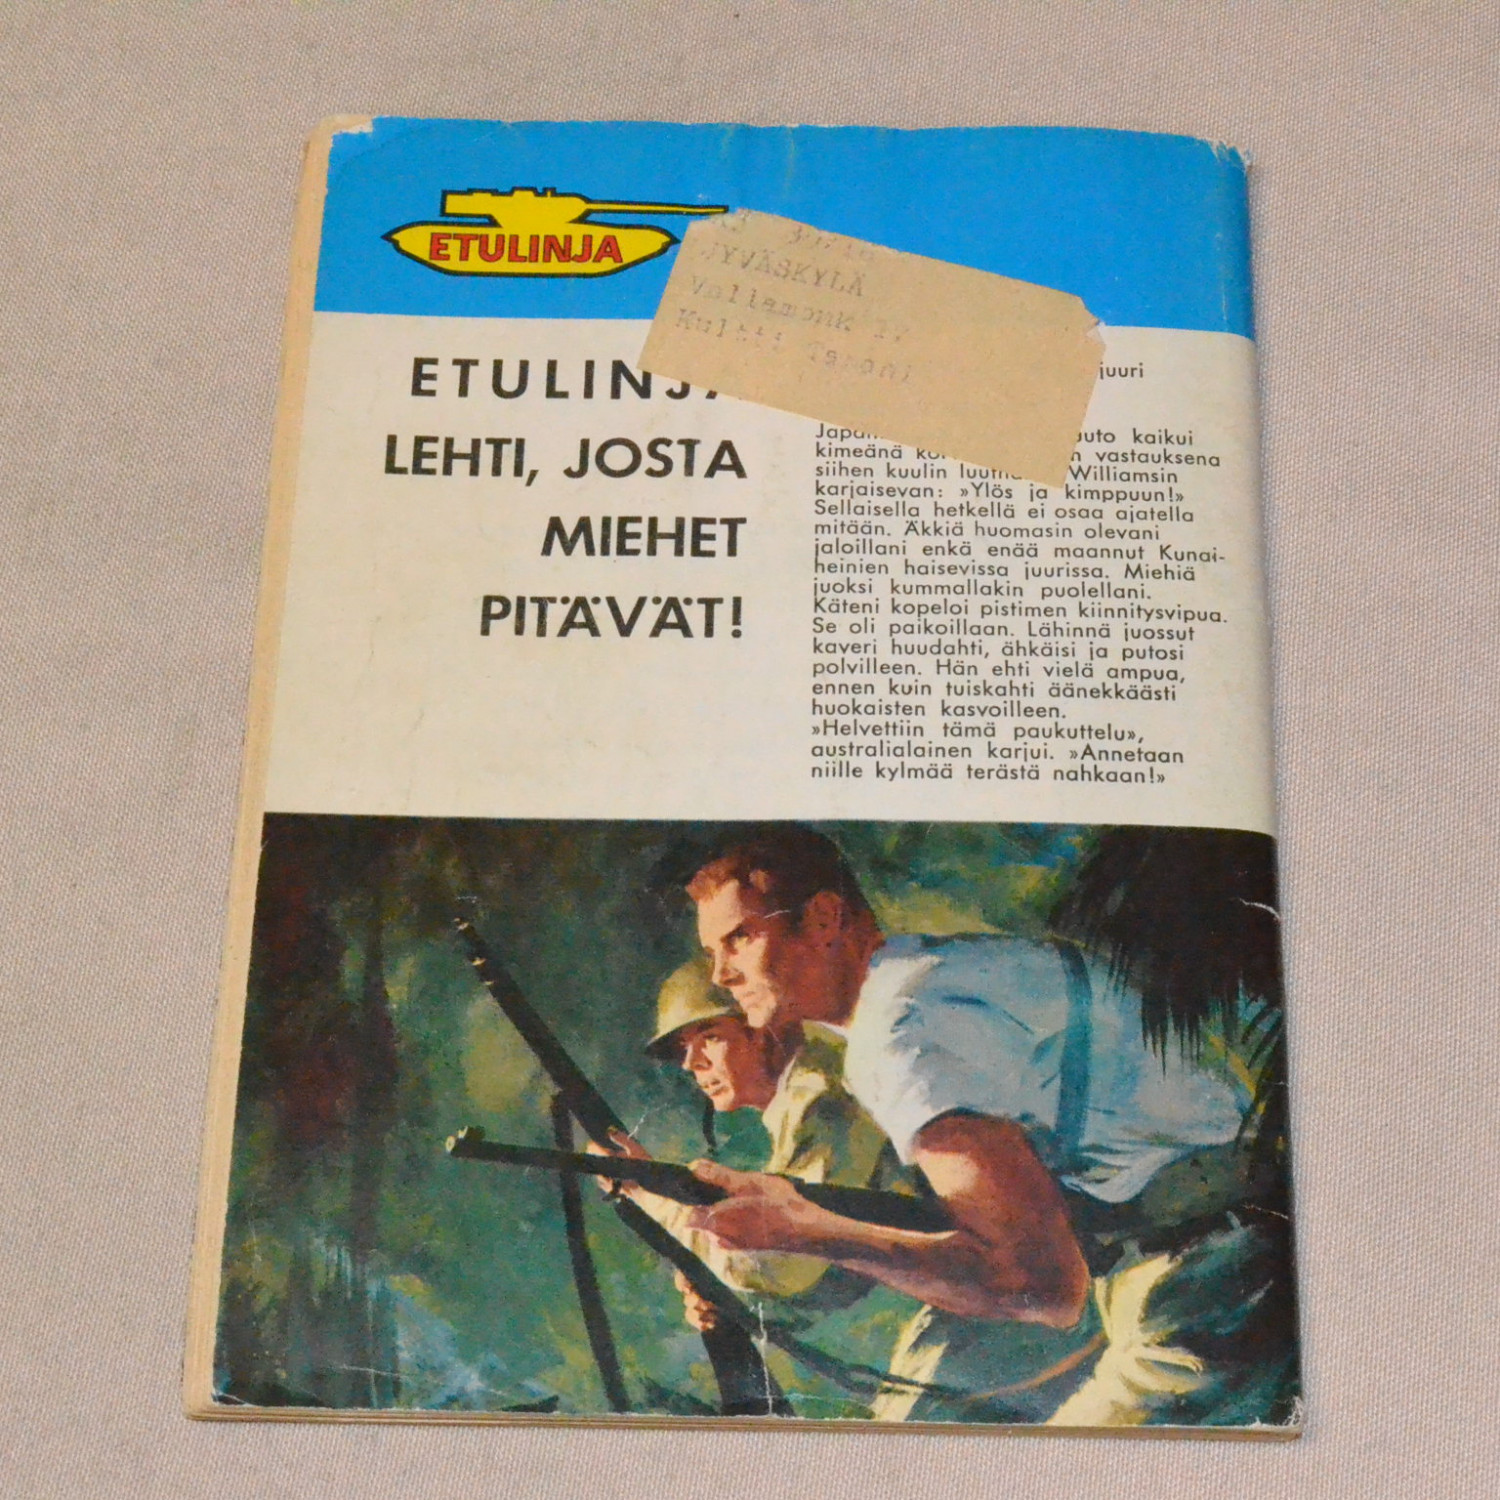 ETULINJA
JYVÄSKYLÄ
ETULINJA
LEHTI, JOSTA
MIEHET
PITÄVÄT!
juuri
kaikui
kimeänä vastauksena
siihen kuulin Williamsin
karjaisevan: »Ylös ja kimppuun!»
Sellaisella hetkellä ei osaa ajatella
mitään. Äkkiä huomasin olevani
jaloillani enkä enää maannut Kunai-
heinien haisevissa juurissa. Miehiä
juoksi kummallakin puolellani.
Käteni kopeloi pistimen kiinnitysvipua.
Se oli paikoillaan. Lähinnä juossut
kaveri huudahti, ähkäisi ja putosi
polvilleen. Hän ehti vielä ampua,
ennen kuin tuiskahti äänekkäästi
huokaisten kasvoilleen.
»Helvettiin tämä paukuttelu»,
australialainen karjui. »Annetaan
niille kylmää terästä nahkaan!»